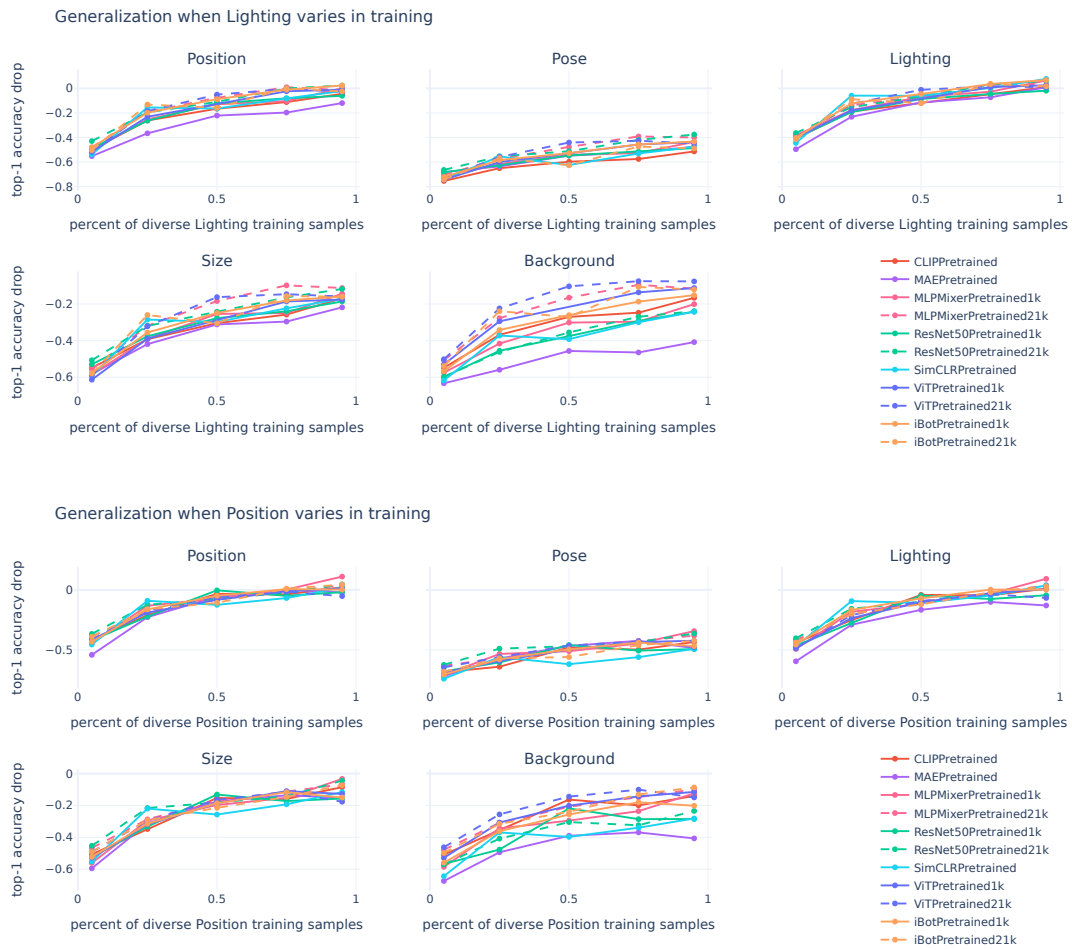 Generalization when Lighting varies in training
Position
Pose
Lighting
top-1 accuracy drop
0
−0.2
−0.4
−0.6
−0.8
0
0.5
1
0
0.5
1
0
0.5
1
percent of diverse Lighting training samples
percent of diverse Lighting training samples
percent of diverse Lighting training samples
Size
Background
top-1 accuracy drop
−0.2
−0.4
−0.6
0
0.5
1
0
0.5
1
percent of diverse Lighting training samples
percent of diverse Lighting training samples
CLIPPretrained
MAEPretrained
MLPMixerPretrained1k
MLPMixerPretrained21k
ResNet50Pretrained1k
ResNet50Pretrained21k
SimCLRPretrained
ViTPretrained1k
ViTPretrained21k
iBotPretrained1k
iBotPretrained21k
Generalization when Position varies in training
Position
Pose
Lighting
top-1 accuracy drop
0
−0.5
0
0.5
1
0
0.5
1
0
0.5
1
percent of diverse Position training samples
percent of diverse Position training samples
percent of diverse Position training samples
Size
Background
top-1 accuracy drop
0
−0.2
−0.4
−0.6
0
0.5
1
0
0.5
1
percent of diverse Position training samples
percent of diverse Position training samples
CLIPPretrained
MAEPretrained
MLPMixerPretrained1k
MLPMixerPretrained21k
ResNet50Pretrained1k
ResNet50Pretrained21k
SimCLRPretrained
ViTPretrained1k
ViTPretrained21k
iBotPretrained1k
iBotPretrained21k